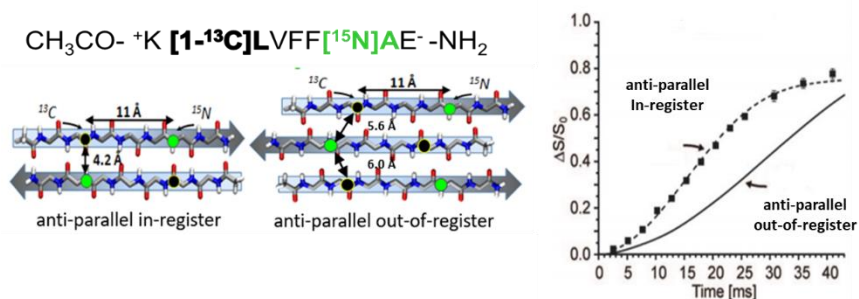 CH3CO- +K [1-13C]LVFF[15N]AE- -NH2
13C 11 Å 15N
4.2 Å
anti-parallel in-register
13C 11 Å 15N
5.6 Å
6.0 Å
anti-parallel out-of-register
ΔS/S0
1.0
0.8
0.6
0.4
0.2
0.0
anti-parallel
In-register
anti-parallel
out-of-register
0 5 10 15 20 25 30 35 40
Time [ms]